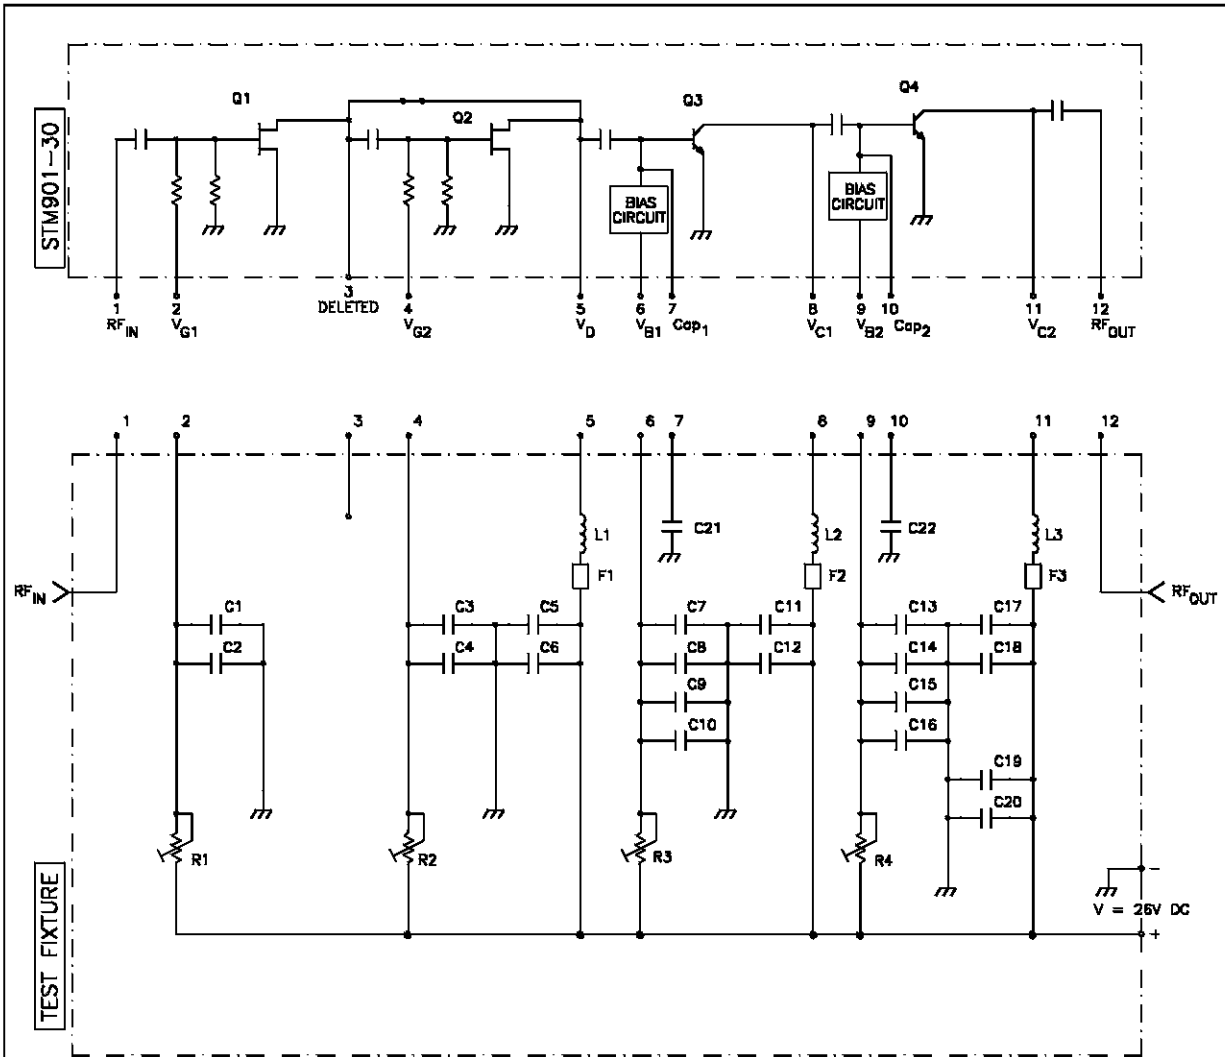 STM901-30
Q1
Q2
Q3
Q4
BIAS
CIRCUIT
BIAS
CIRCUIT
1
RF_IN
2
V_G1
3
DELETED
4
V_G2
5
V_D
6
V_B1
7
Cap_1
8
V_C1
9
V_B2
10
Cap_2
11
V_C2
12
RF_OUT
1 2 3 4 5 6 7 8 9 10 11 12
L1
C21
L2
C22
L3
F1
F2
F3
RF_IN
RF_OUT
C1 C3 C5 C7 C11 C13 C17
C2 C4 C6 C8 C12 C14 C18
C9 C15
C10 C16
C19
C20
R1 R2 R3 R4
-
V = 26V DC
+
TEST FIXTURE